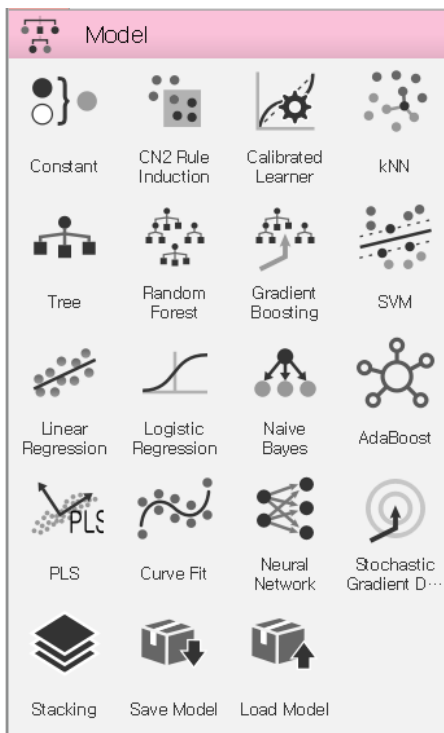 Model
Constant
CN2 Rule
Induction
Calibrated
Learner
kNN
Tree
Random
Forest
Gradient
Boosting
SVM
Linear
Regression
Logistic
Regression
Naive
Bayes
AdaBoost
PLS
PLS
Curve Fit
Neural
Network
Stochastic
Gradient D···
Stacking
Save Model
Load Model